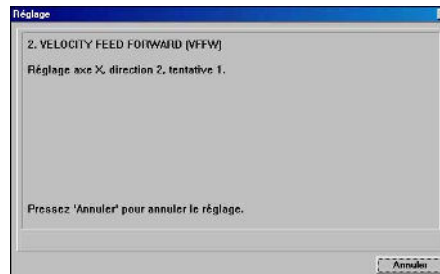 Réglage
2. VELOCITY FEED FORWARD (VFFW)
Réglage axe X, direction 2, tentative 1.
Pressez 'Annuler' pour annuler le réglage.
Annuler